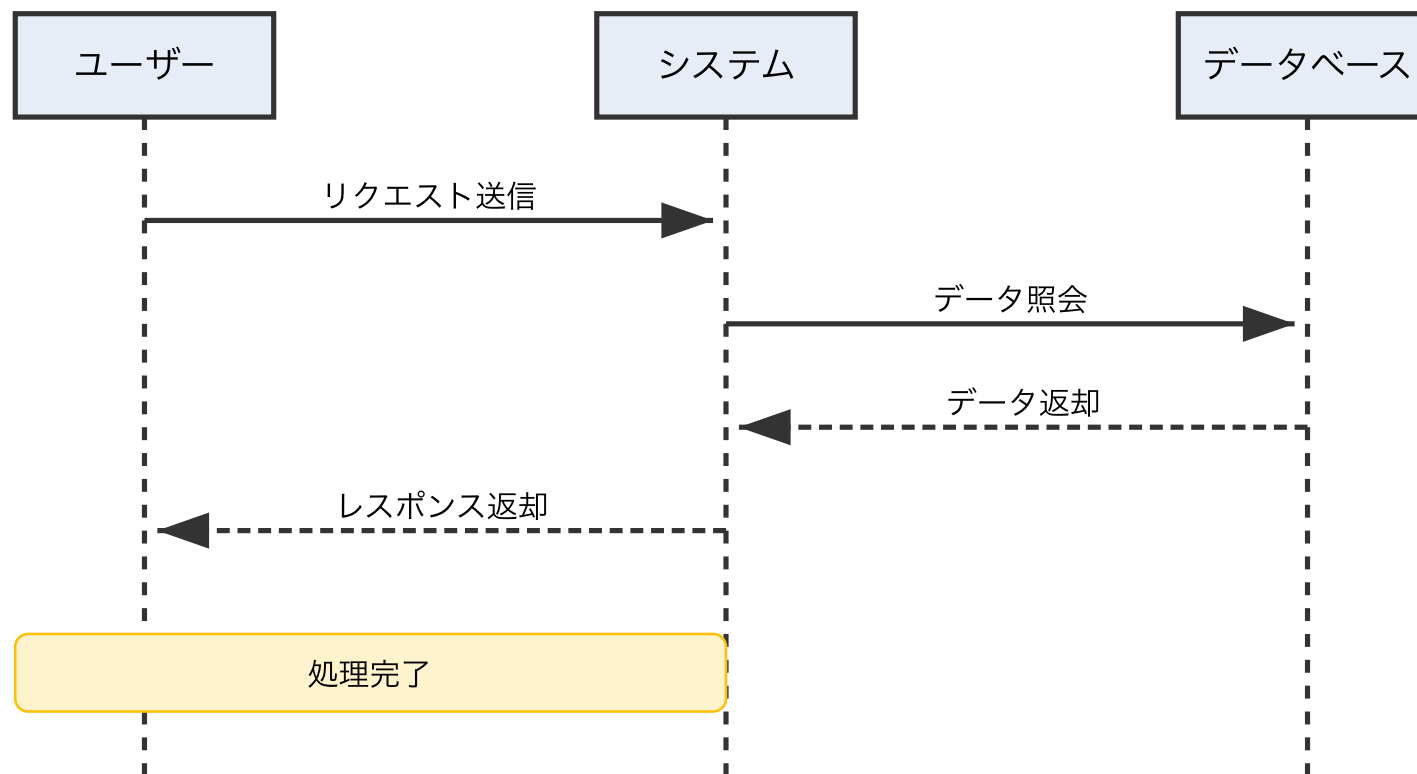 ユーザー
システム
データベース
リクエスト送信
データ照会
データ返却
レスポンス返却
処理完了